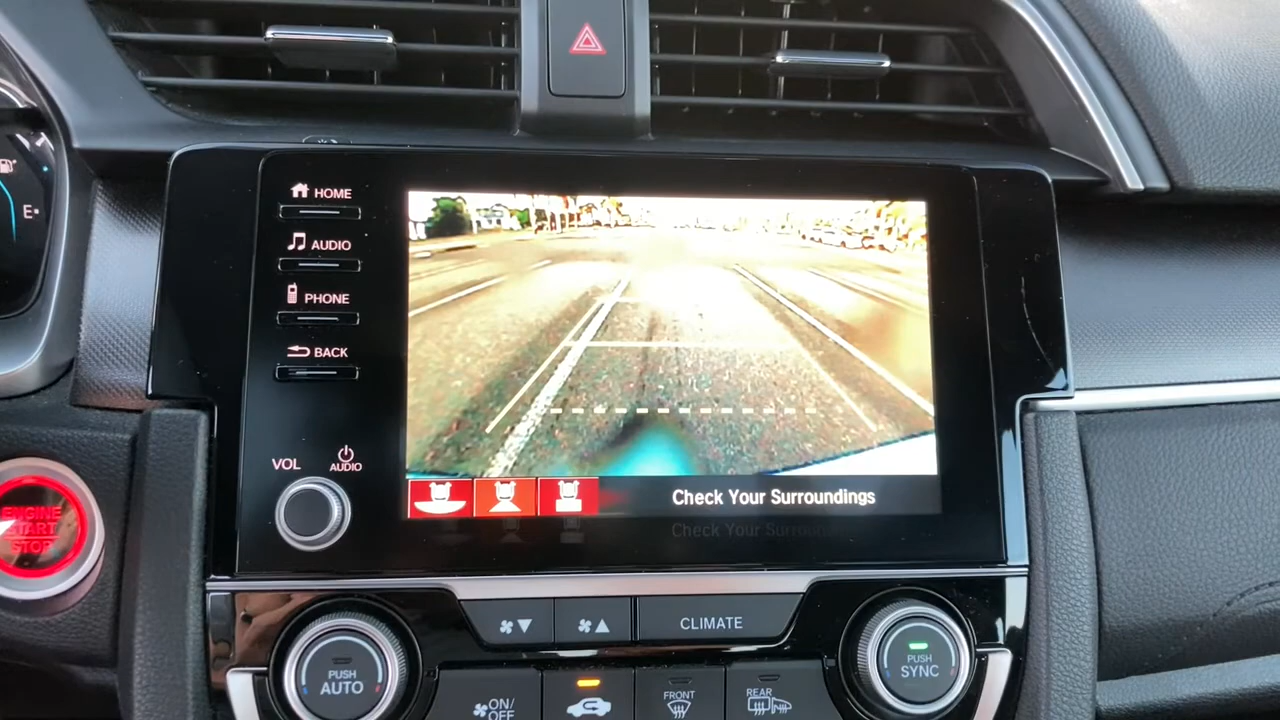 HOME
AUDIO
PHONE
BACK
VOL
AUDIO
E
ENGINE
START
STOP
Check Your Surroundings
CLIMATE
PUSH
AUTO
ON/
OFF
FRONT
REAR
PUSH
SYNC